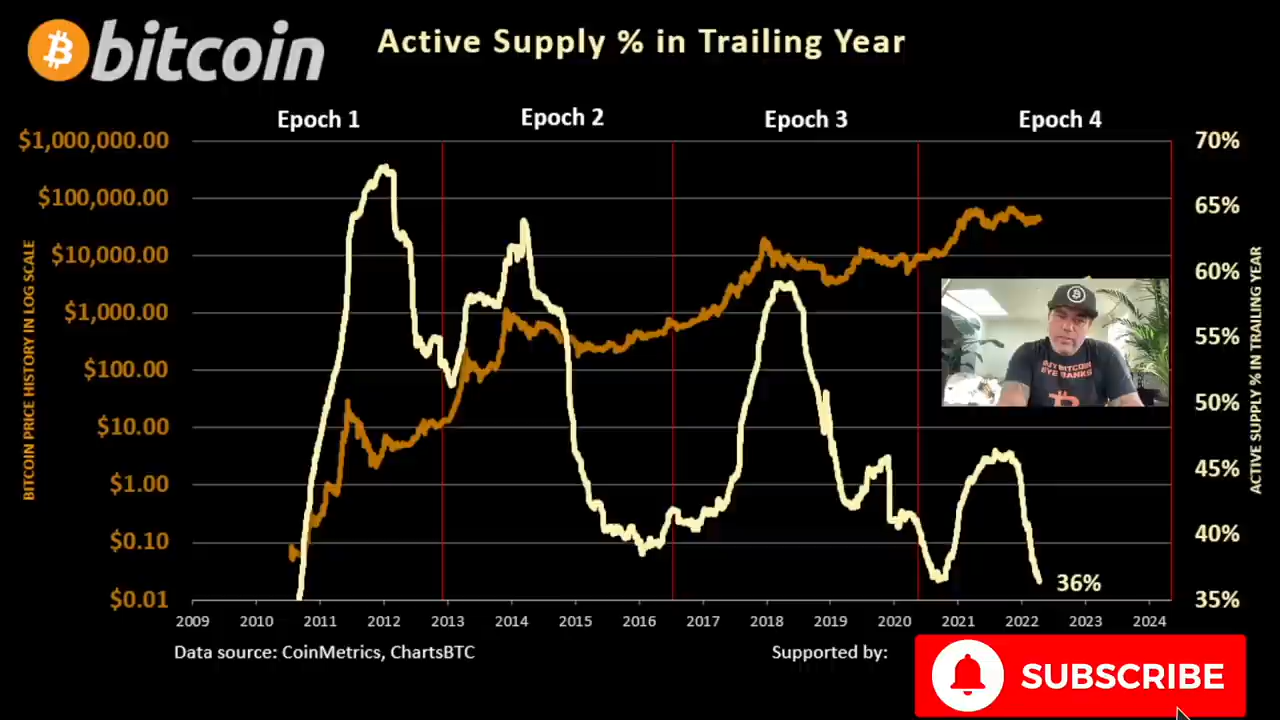 bitcoin
Active Supply % in Trailing Year
Epoch 1
Epoch 2
Epoch 3
Epoch 4
$1,000,000.00
$100,000.00
$10,000.00
$1,000.00
$100.00
$10.00
$1.00
$0.10
$0.01
BITCOIN PRICE HISTORY IN LOG SCALE
70%
65%
60%
55%
50%
45%
40%
35%
ACTIVE SUPPLY % IN TRAILING YEAR
BUY BITCOIN
BYE BANKS
36%
2009 2010 2011 2012 2013 2014 2015 2016 2017 2018 2019 2020 2021 2022 2023 2024
Data source: CoinMetrics, ChartsBTC
Supported by:
SUBSCRIBE